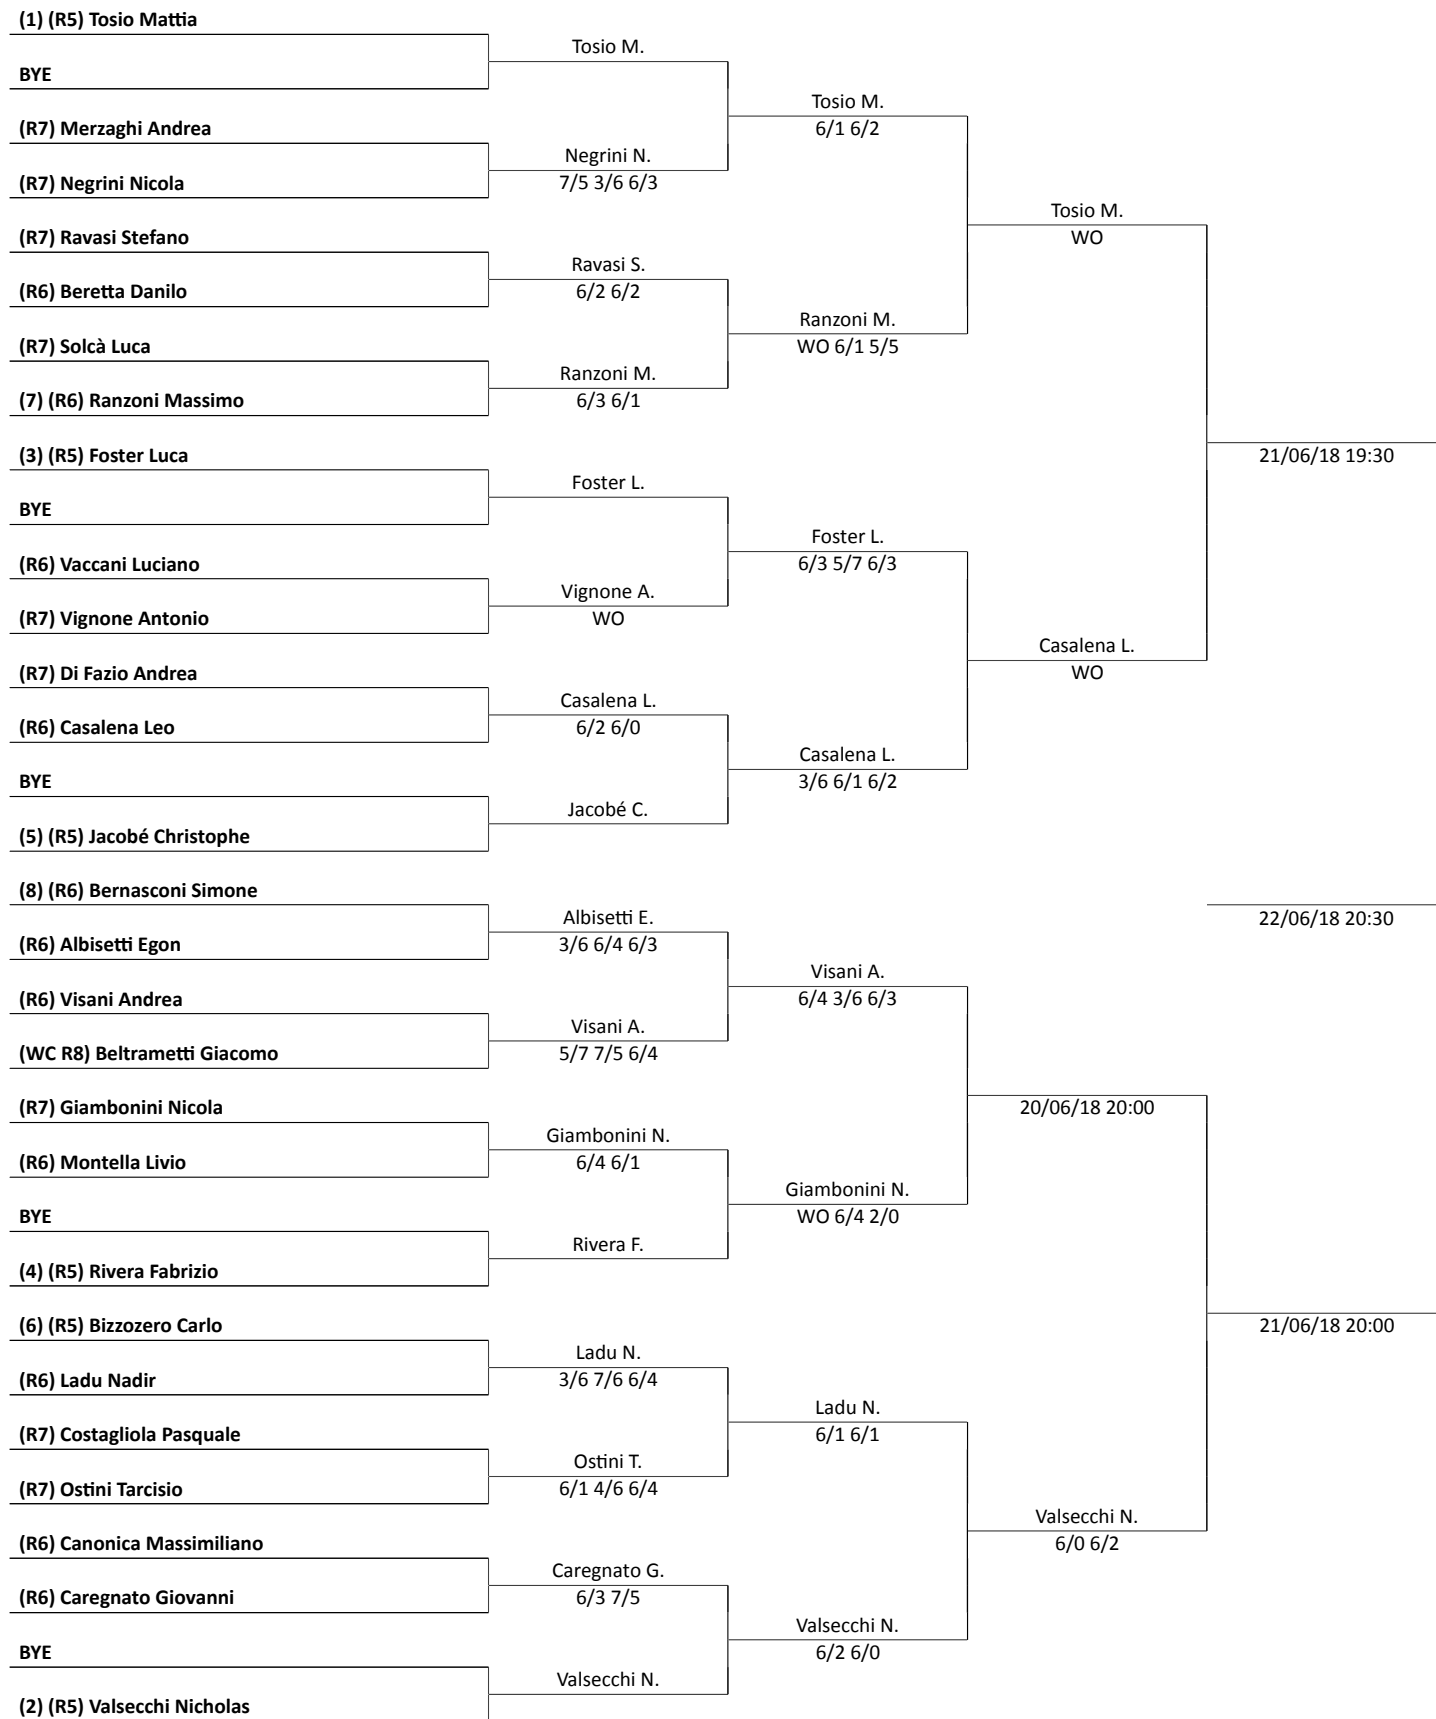 (1) (R5) Tosio Mattia
Tosio M.
BYE
Tosio M.
6/1 6/2
(R7) Merzaghi Andrea
Negrini N.
7/5 3/6 6/3
(R7) Negrini Nicola
Tosio M.
WO
(R7) Ravasi Stefano
Ravasi S.
6/2 6/2
(R6) Beretta Danilo
Ranzoni M.
WO 6/1 5/5
(R7) Solcà Luca
Ranzoni M.
6/3 6/1
(7) (R6) Ranzoni Massimo
21/06/18 19:30
(3) (R5) Foster Luca
Foster L.
BYE
Foster L.
6/3 5/7 6/3
(R6) Vaccani Luciano
Vignone A.
WO
(R7) Vignone Antonio
Casalena L.
WO
(R7) Di Fazio Andrea
Casalena L.
6/2 6/0
(R6) Casalena Leo
Casalena L.
3/6 6/1 6/2
BYE
Jacobé C.
(5) (R5) Jacobé Christophe
(8) (R6) Bernasconi Simone
22/06/18 20:30
Albisetti E.
3/6 6/4 6/3
(R6) Albisetti Egon
Visani A.
6/4 3/6 6/3
(R6) Visani Andrea
Visani A.
5/7 7/5 6/4
(WC R8) Beltrametti Giacomo
20/06/18 20:00
(R7) Giambonini Nicola
Giambonini N.
6/4 6/1
(R6) Montella Livio
Giambonini N.
WO 6/4 2/0
BYE
Rivera F.
(4) (R5) Rivera Fabrizio
21/06/18 20:00
(6) (R5) Bizzozero Carlo
Ladu N.
3/6 7/6 6/4
(R6) Ladu Nadir
Ladu N.
6/1 6/1
(R7) Costagliola Pasquale
Ostini T.
6/1 4/6 6/4
(R7) Ostini Tarcisio
Valsecchi N.
6/0 6/2
(R6) Canonica Massimiliano
Caregnato G.
6/3 7/5
(R6) Caregnato Giovanni
Valsecchi N.
6/2 6/0
BYE
Valsecchi N.
(2) (R5) Valsecchi Nicholas